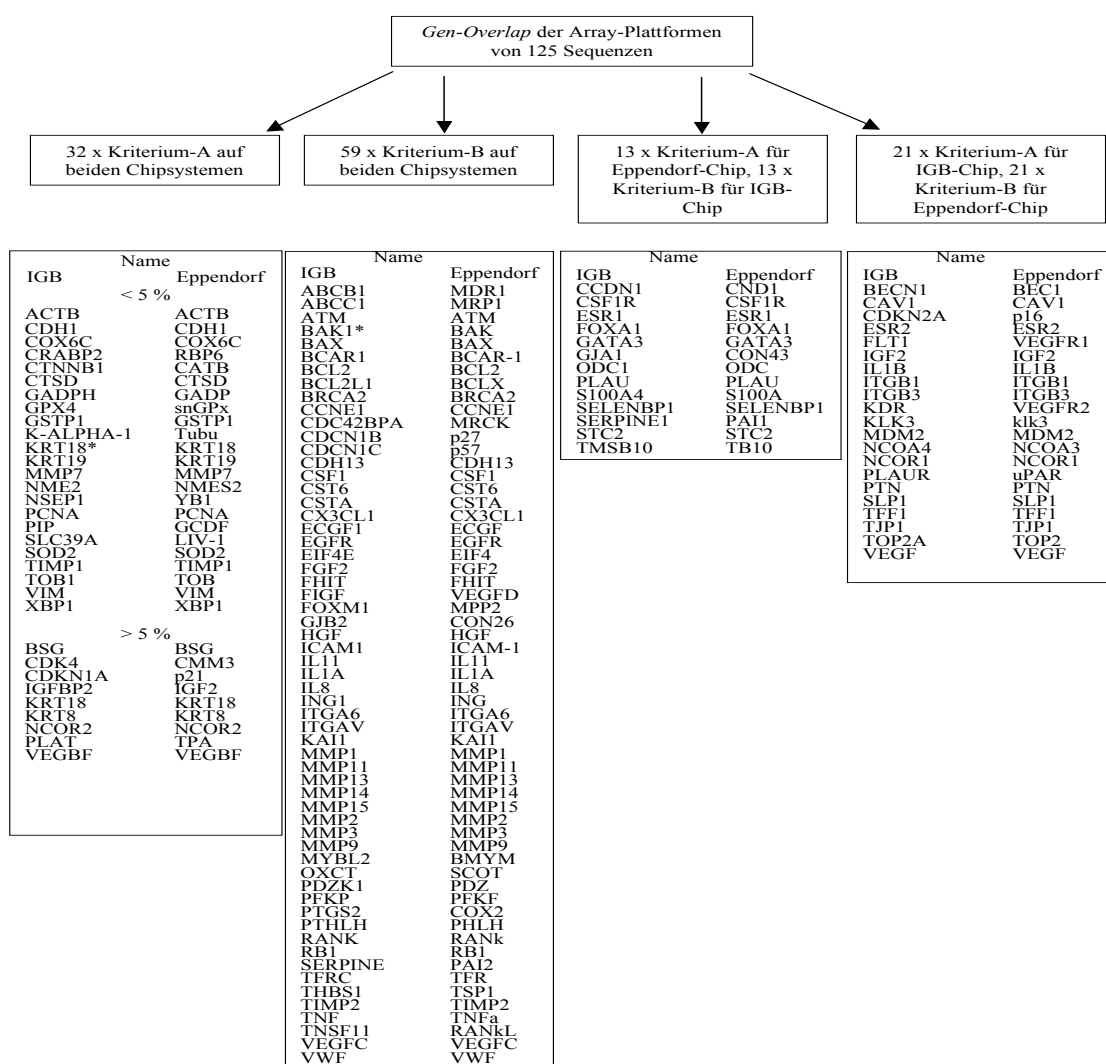 Gen-Overlap der Array-Plattformen
von 125 Sequenzen
32 x Kriterium-A auf
beiden Chipsystemen
59 x Kriterium-B auf
beiden Chipsystemen
13 x Kriterium-A für
Eppendorf-Chip, 13 x
Kriterium-B für IGB-
Chip
21 x Kriterium-A für
IGB-Chip, 21 x
Kriterium-B für
Eppendorf-Chip
Name
IGB Eppendorf
< 5 %
ACTB ACTB
CDH1 CDH1
COX6C COX6C
CRABP2 RBP6
CTNNB1 CATB
CTSD CTSD
GADPH GADP
GPX4 snGPx
GSTP1 GSTP1
K-ALPHA-1 Tubu
KRT18* KRT18
KRT19 KRT19
MMP7 MMP7
NME2 NMES2
NSEP1 YB1
PCNA PCNA
PIP GCDF
SLC39A LIV-1
SOD2 SOD2
TIMP1 TIMP1
TOB1 TOB
VIM VIM
XBP1 XBP1
> 5 %
BSG BSG
CDK4 CMM3
CDKN1A p21
IGFBP2 IGF2
KRT18 KRT18
KRT8 KRT8
NCOR2 NCOR2
PLAT TPA
VEGBF VEGBF
Name
IGB Eppendorf
ABCB1 MDR1
ABCC1 MRP1
ATM ATM
BAK1* BAK
BAX BAX
BCAR1 BCAR-1
BCL2 BCL2
BCL2L1 BCLX
BRCA2 BRCA2
CCNE1 CCNE1
CDC42BPA MRCK
CDCN1B p27
CDCN1C p57
CDH13 CDH13
CSF1 CSF1
CST6 CST6
CSTA CSTA
CX3CL1 CX3CL1
ECGF1 ECGF
EGFR EGFR
EIF4E EIF4
FGF2 FGF2
FHIT FHIT
FIGF VEGFD
FOXM1 MPP2
GJB2 CON26
HGF HGF
ICAM1 ICAM-1
IL11 IL11
IL1A IL1A
IL8 IL8
ING1 ING
ITGA6 ITGA6
ITGAV ITGAV
KAI1 KAI1
MMP1 MMP1
MMP11 MMP11
MMP13 MMP13
MMP14 MMP14
MMP15 MMP15
MMP2 MMP2
MMP3 MMP3
MMP9 MMP9
MYBL2 BMYM
OXCT SCOT
PDZK1 PDZ
PFKP PFKF
PTGS2 COX2
PTHLH PHLH
RANK RANk
RB1 RB1
SERPINE PAI2
TFRC TFR
THBS1 TSP1
TIMP2 TIMP2
TNF TNFa
TNSF11 RANkL
VEGFC VEGFC
VWF VWF
Name
IGB Eppendorf
CCDN1 CND1
CSF1R CSF1R
ESR1 ESR1
FOXA1 FOXA1
GATA3 GATA3
GJA1 CON43
ODC1 ODC
PLAU PLAU
S100A4 S100A
SELENBP1 SELENBP1
SERPINE1 PAI1
STC2 STC2
TMSB10 TB10
Name
IGB Eppendorf
BECN1 BEC1
CAV1 CAV1
CDKN2A p16
ESR2 ESR2
FLT1 VEGFR1
IGF2 IGF2
IL1B IL1B
ITGB1 ITGB1
ITGB3 ITGB3
KDR VEGFR2
KLK3 klk3
MDM2 MDM2
NCOA4 NCOA3
NCOR1 NCOR1
PLAUR uPAR
PTN PTN
SLP1 SLP1
TFF1 TFF1
TJP1 TJP1
TOP2A TOP2
VEGF VEGF